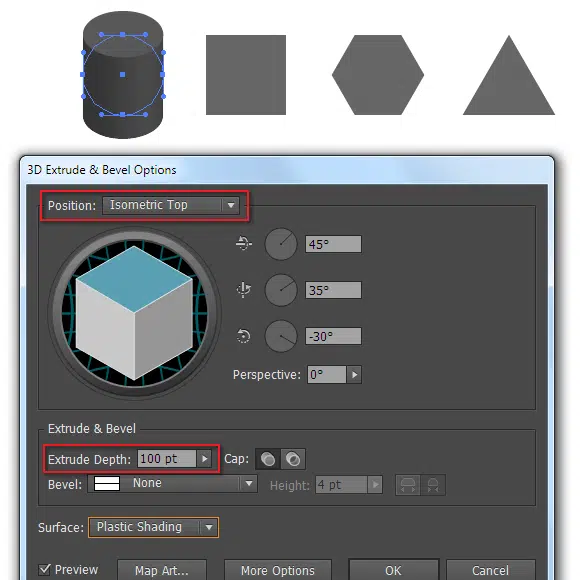 3D Extrude & Bevel Options
Position: Isometric Top
45°
35°
-30°
Perspective: 0°
Extrude & Bevel
Extrude Depth: 100 pt Cap:
Bevel: None Height: 4 pt
Surface: Plastic Shading
Preview Map Art... More Options OK Cancel